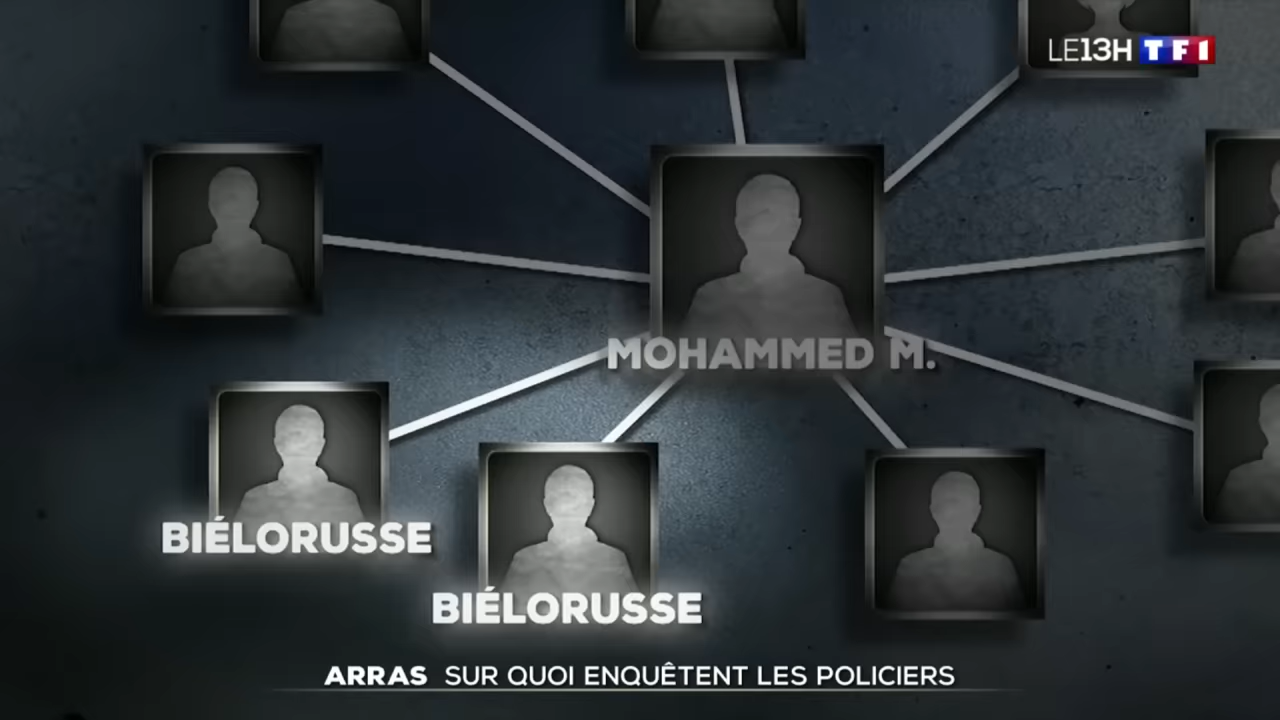 LE13H TF1
MOHAMMED M.
BIÉLORUSSE
BIÉLORUSSE
ARRAS SUR QUOI ENQUÊTENT LES POLICIERS